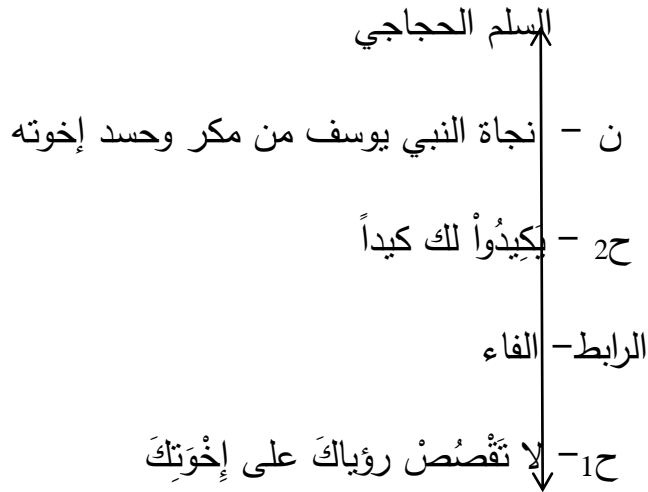 السلم الحجاجي
ن – نجاة النبي يوسف من مكر وحسد إخوته
ح2 – يَكِيدُواْ لك كيداً
الرابط– الفاء
ح1– لا تَقْصُصْ رؤياكَ على إِخْوَتِكَ